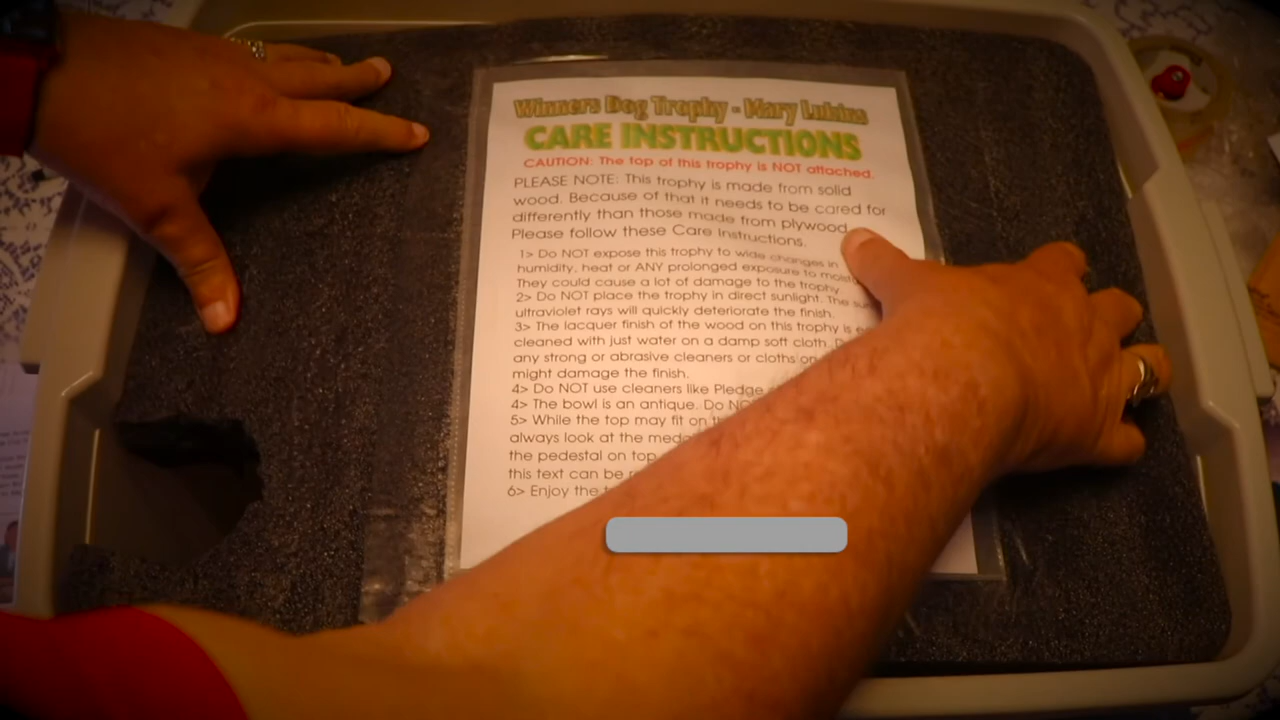 Winners Dog Trophy - Mary Lukins
CARE INSTRUCTIONS
CAUTION: The top of this trophy is NOT attached.
PLEASE NOTE: This trophy is made from solid
wood. Because of that it needs to be cared for
differently than those made from plywood.
Please follow these Care Instructions.
1> Do NOT expose this trophy to wide changes in
humidity, heat or ANY prolonged exposure to
They could cause a lot of damage to the trophy.
2> Do NOT place the trophy in direct sunlight. The
ultraviolet rays will quickly deteriorate the finish.
3> The lacquer finish of the wood on this trophy is
cleaned with just water on a damp soft cloth.
any strong or abrasive cleaners or cloths on
might damage the finish.
4> Do NOT use cleaners like Pledge
4> The bowl is an antique. Do NOT
5> While the top may fit on
always look at the
the pedestal on top
this text can be
6> Enjoy the